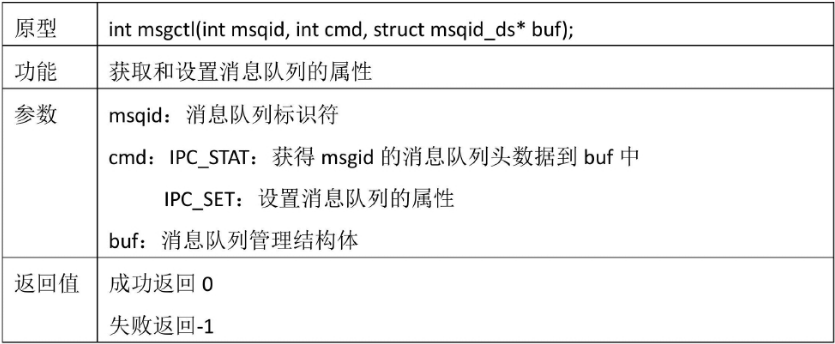 原型 int msgctl(int msqid, int cmd, struct msqid_ds* buf);
功能 获取和设置消息队列的属性
参数 msqid：消息队列标识符
cmd：IPC_STAT：获得 msgid 的消息队列头数据到 buf 中
IPC_SET：设置消息队列的属性
buf：消息队列管理结构体
返回值 成功返回 0
失败返回-1